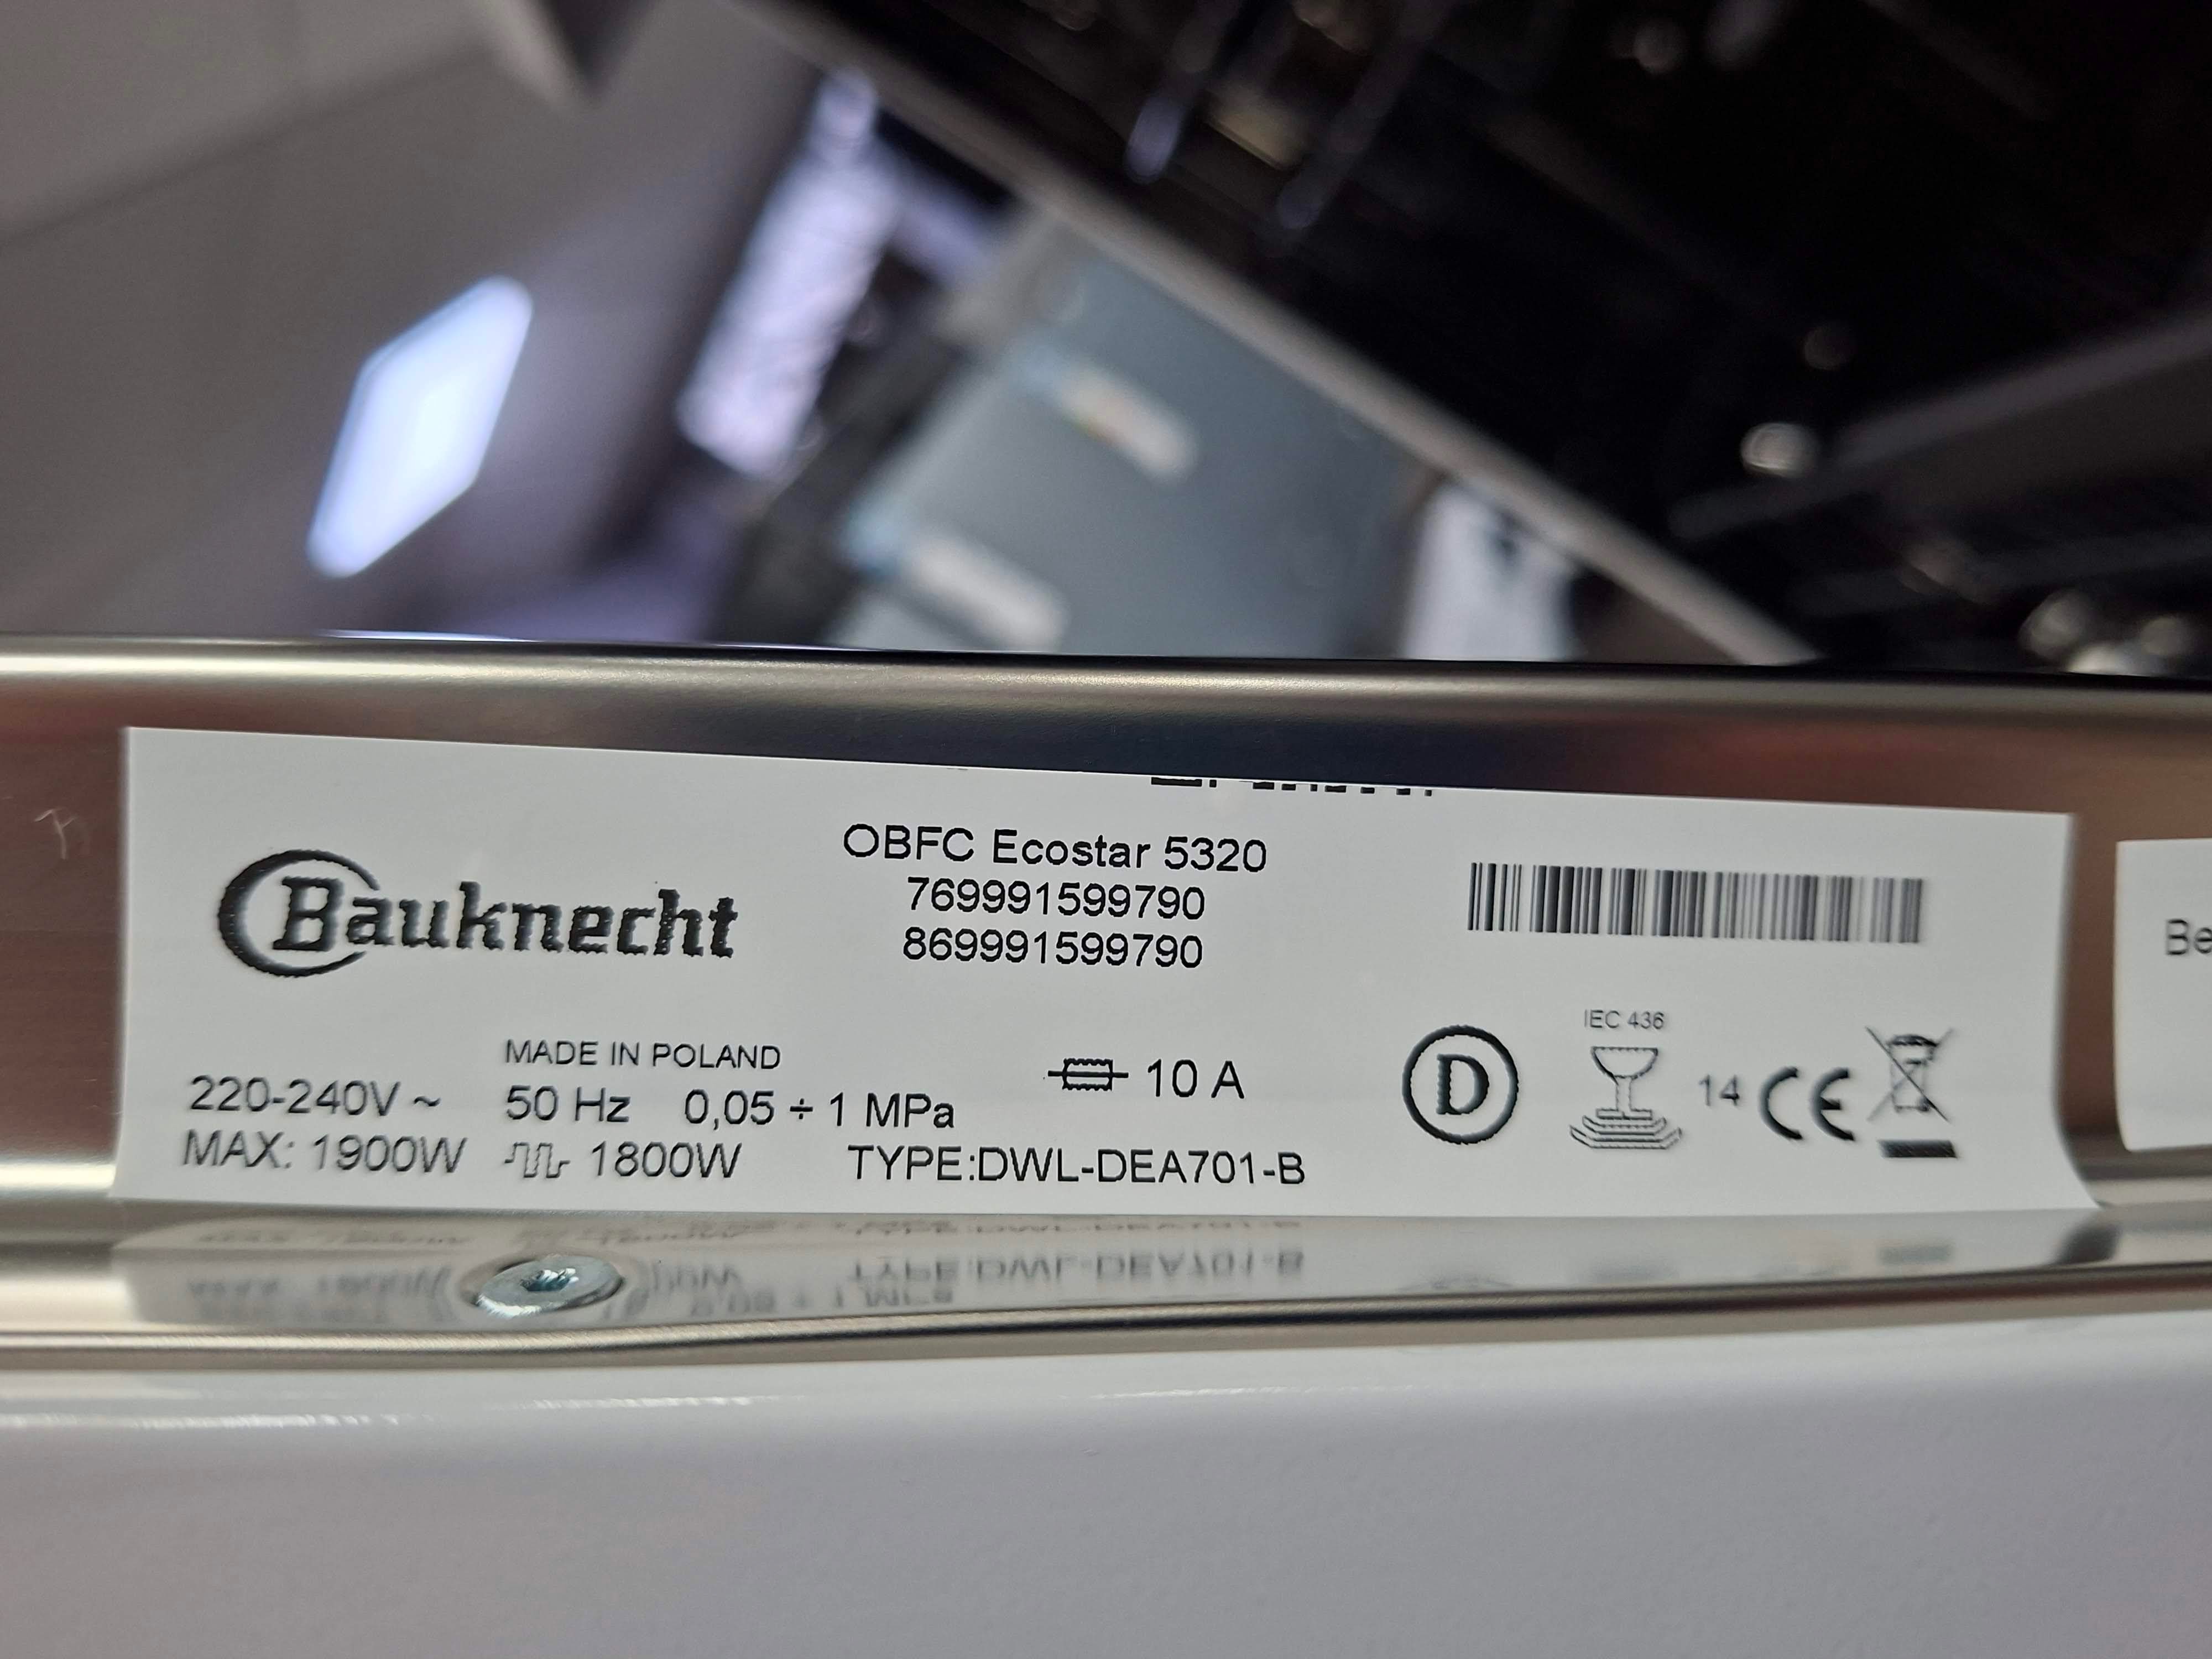 Bauknecht
OBFC Ecostar 5320
769991599790
869991599790
MADE IN POLAND
220-240V ~ 50 Hz 0,05 ÷ 1 MPa
10 A
MAX: 1900W 1800W TYPE:DWL-DEA701-B
D
IEC 436
14 CE
Be